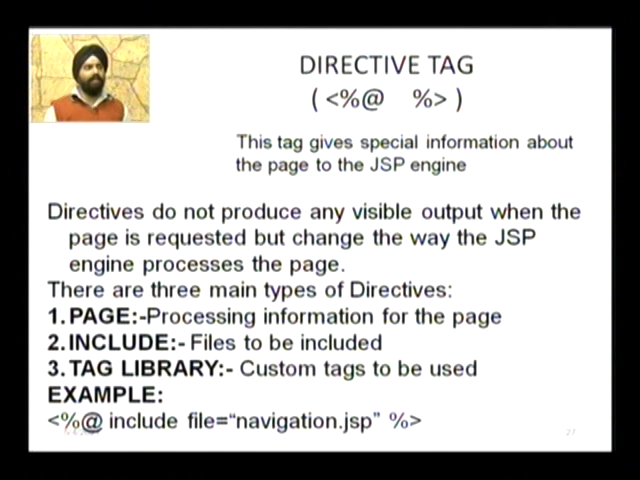 DIRECTIVE TAG
( <%@ %> )
This tag gives special information about
the page to the JSP engine
Directives do not produce any visible output when the
page is requested but change the way the JSP
engine processes the page.
There are three main types of Directives:
1. PAGE:-Processing information for the page
2. INCLUDE:- Files to be included
3. TAG LIBRARY:- Custom tags to be used
EXAMPLE:
<%@ include file=“navigation.jsp” %>
27